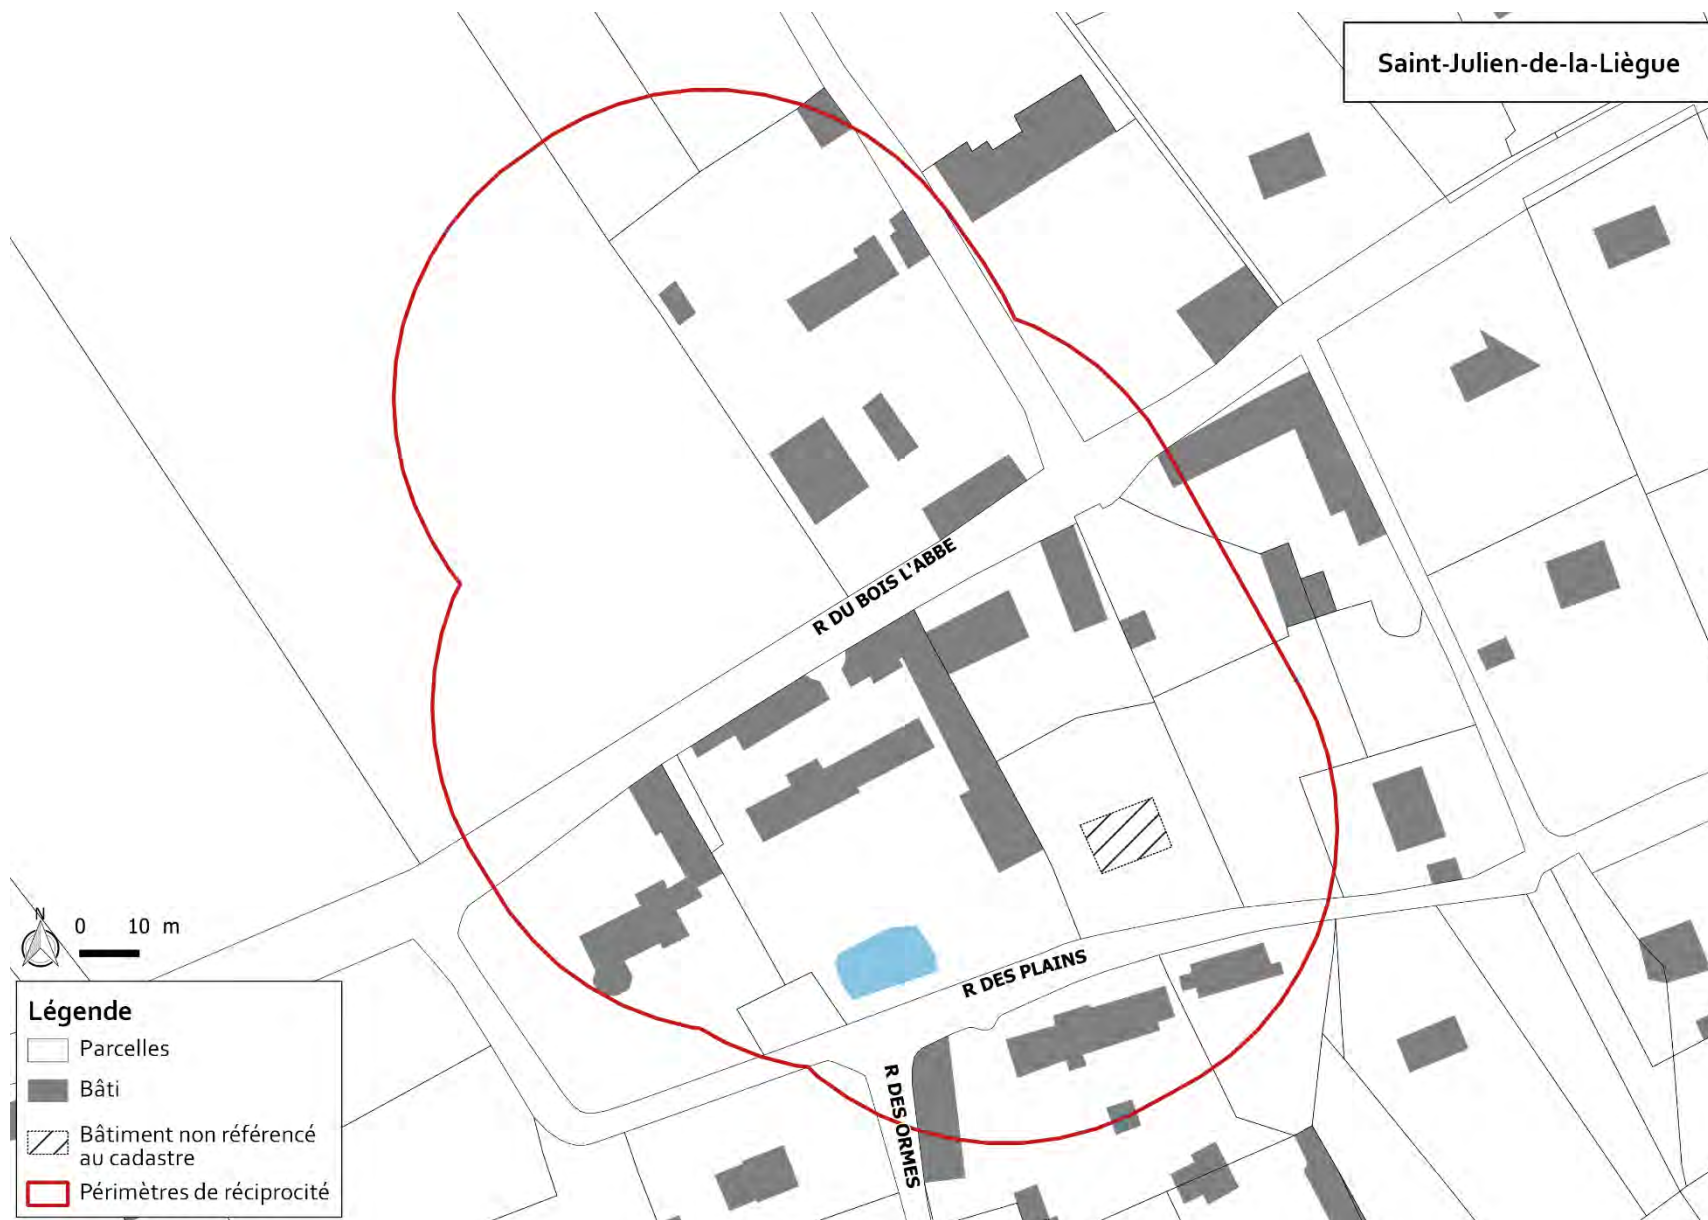 Saint-Julien-de-la-Liègue
R DU BOIS L'ABBE
R DES PLAINS
R DES ORMES
N
0 10 m
Légende
Parcelles
Bâti
Bâtiment non référencé
au cadastre
Périmètres de réciprocité